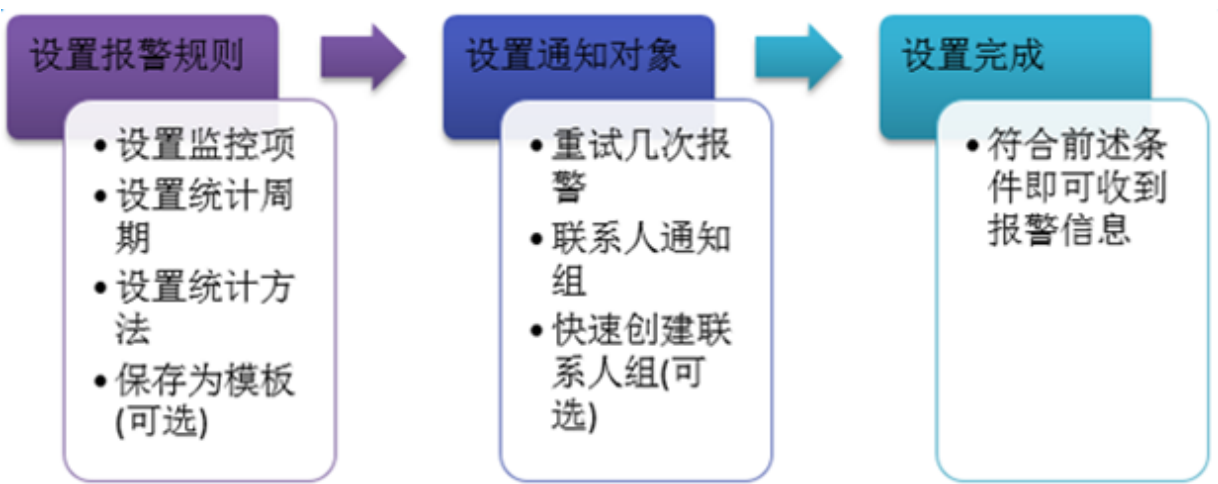 设置报警规则
• 设置监控项
• 设置统计周
期
• 设置统计方
法
• 保存为模板
(可选)
设置通知对象
• 重试几次报
警
• 联系人通知
组
• 快速创建联
系人组(可
选)
设置完成
• 符合前述条
件即可收到
报警信息